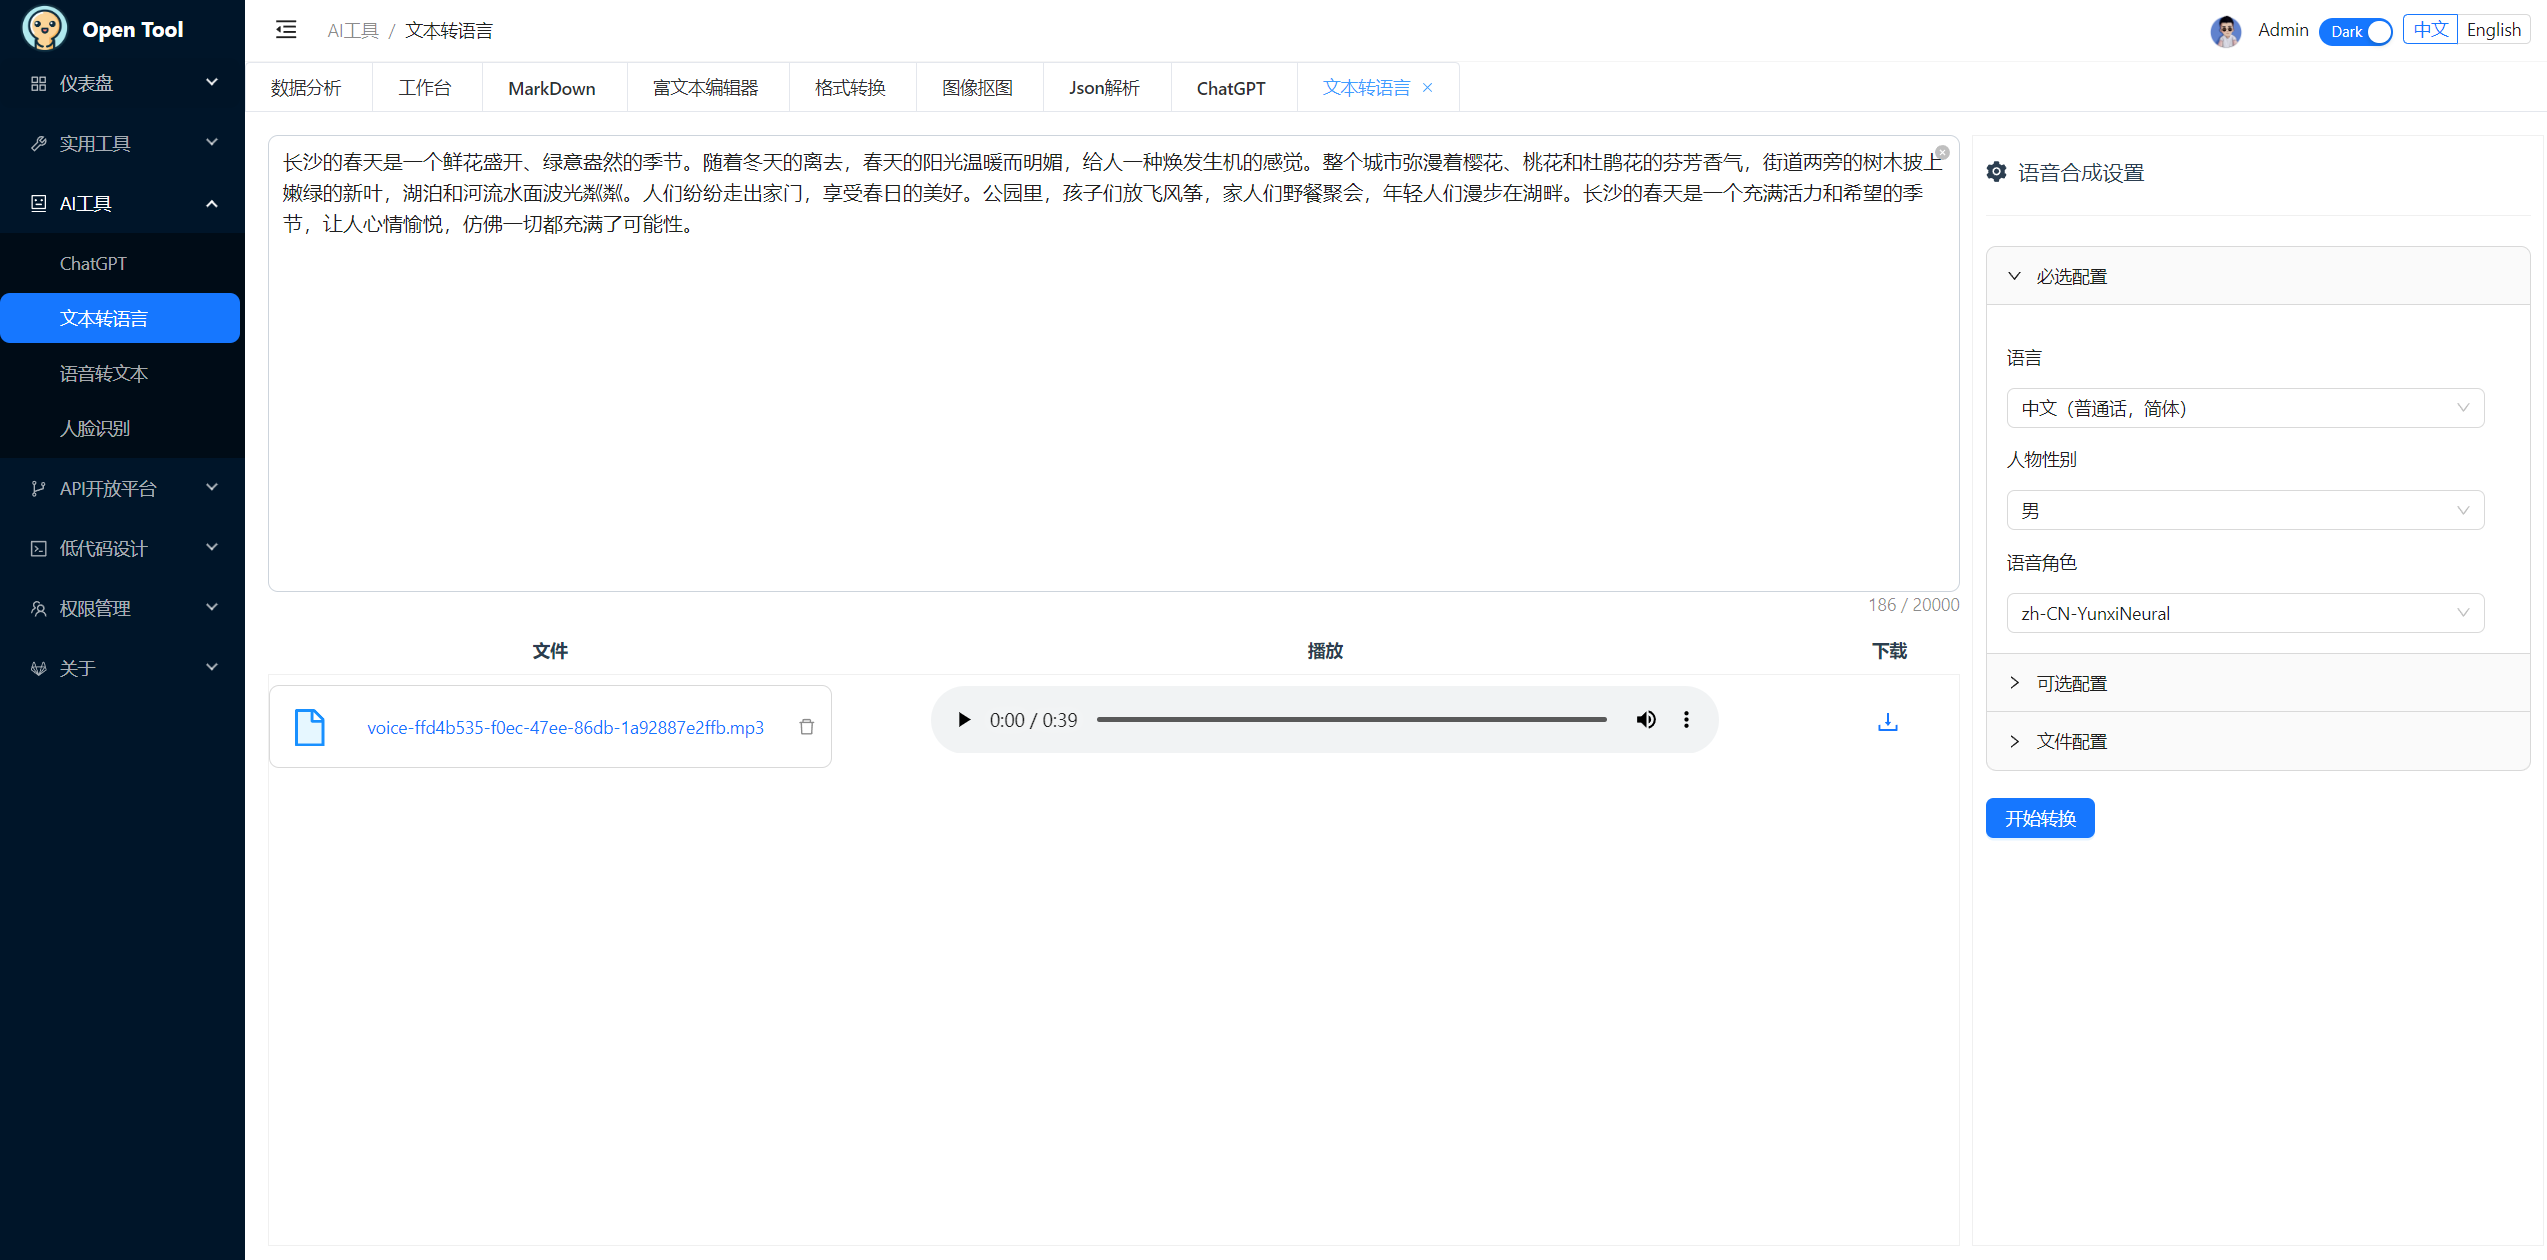 Open Tool
仪表盘
实用工具
AI工具
ChatGPT
文本转语言
语音转文本
人脸识别
API开放平台
低代码设计
权限管理
关于
AI工具 / 文本转语言
Admin
Dark
中文
English
数据分析
工作台
MarkDown
富文本编辑器
格式转换
图像抠图
Json解析
ChatGPT
文本转语言
长沙的春天是一个鲜花盛开、绿意盎然的季节。随着冬天的离去，春天的阳光温暖而明媚，给人一种焕发生机的感觉。整个城市弥漫着樱花、桃花和杜鹃花的芬芳香气，街道两旁的树木披上
嫩绿的新叶，湖泊和河流水面波光粼粼。人们纷纷走出家门，享受春日的美好。公园里，孩子们放飞风筝，家人们野餐聚会，年轻人们漫步在湖畔。长沙的春天是一个充满活力和希望的季
节，让人心情愉悦，仿佛一切都充满了可能性。
186 / 20000
文件
播放
下载
voice-ffd4b535-f0ec-47ee-86db-1a92887e2ffb.mp3
0:00 / 0:39
语音合成设置
必选配置
语言
中文（普通话，简体）
人物性别
男
语音角色
zh-CN-YunxiNeural
可选配置
文件配置
开始转换